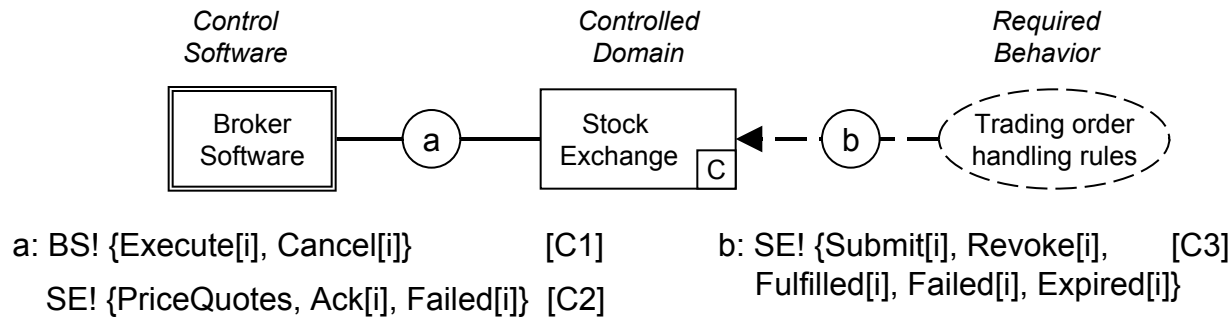 Control
Software
Controlled
Domain
Required
Behavior
Broker
Software
a
Stock
Exchange
C
b
Trading order
handling rules
a: BS! {Execute[i], Cancel[i]} [C1]
SE! {PriceQuotes, Ack[i], Failed[i]} [C2]
b: SE! {Submit[i], Revoke[i], [C3]
Fulfilled[i], Failed[i], Expired[i]}